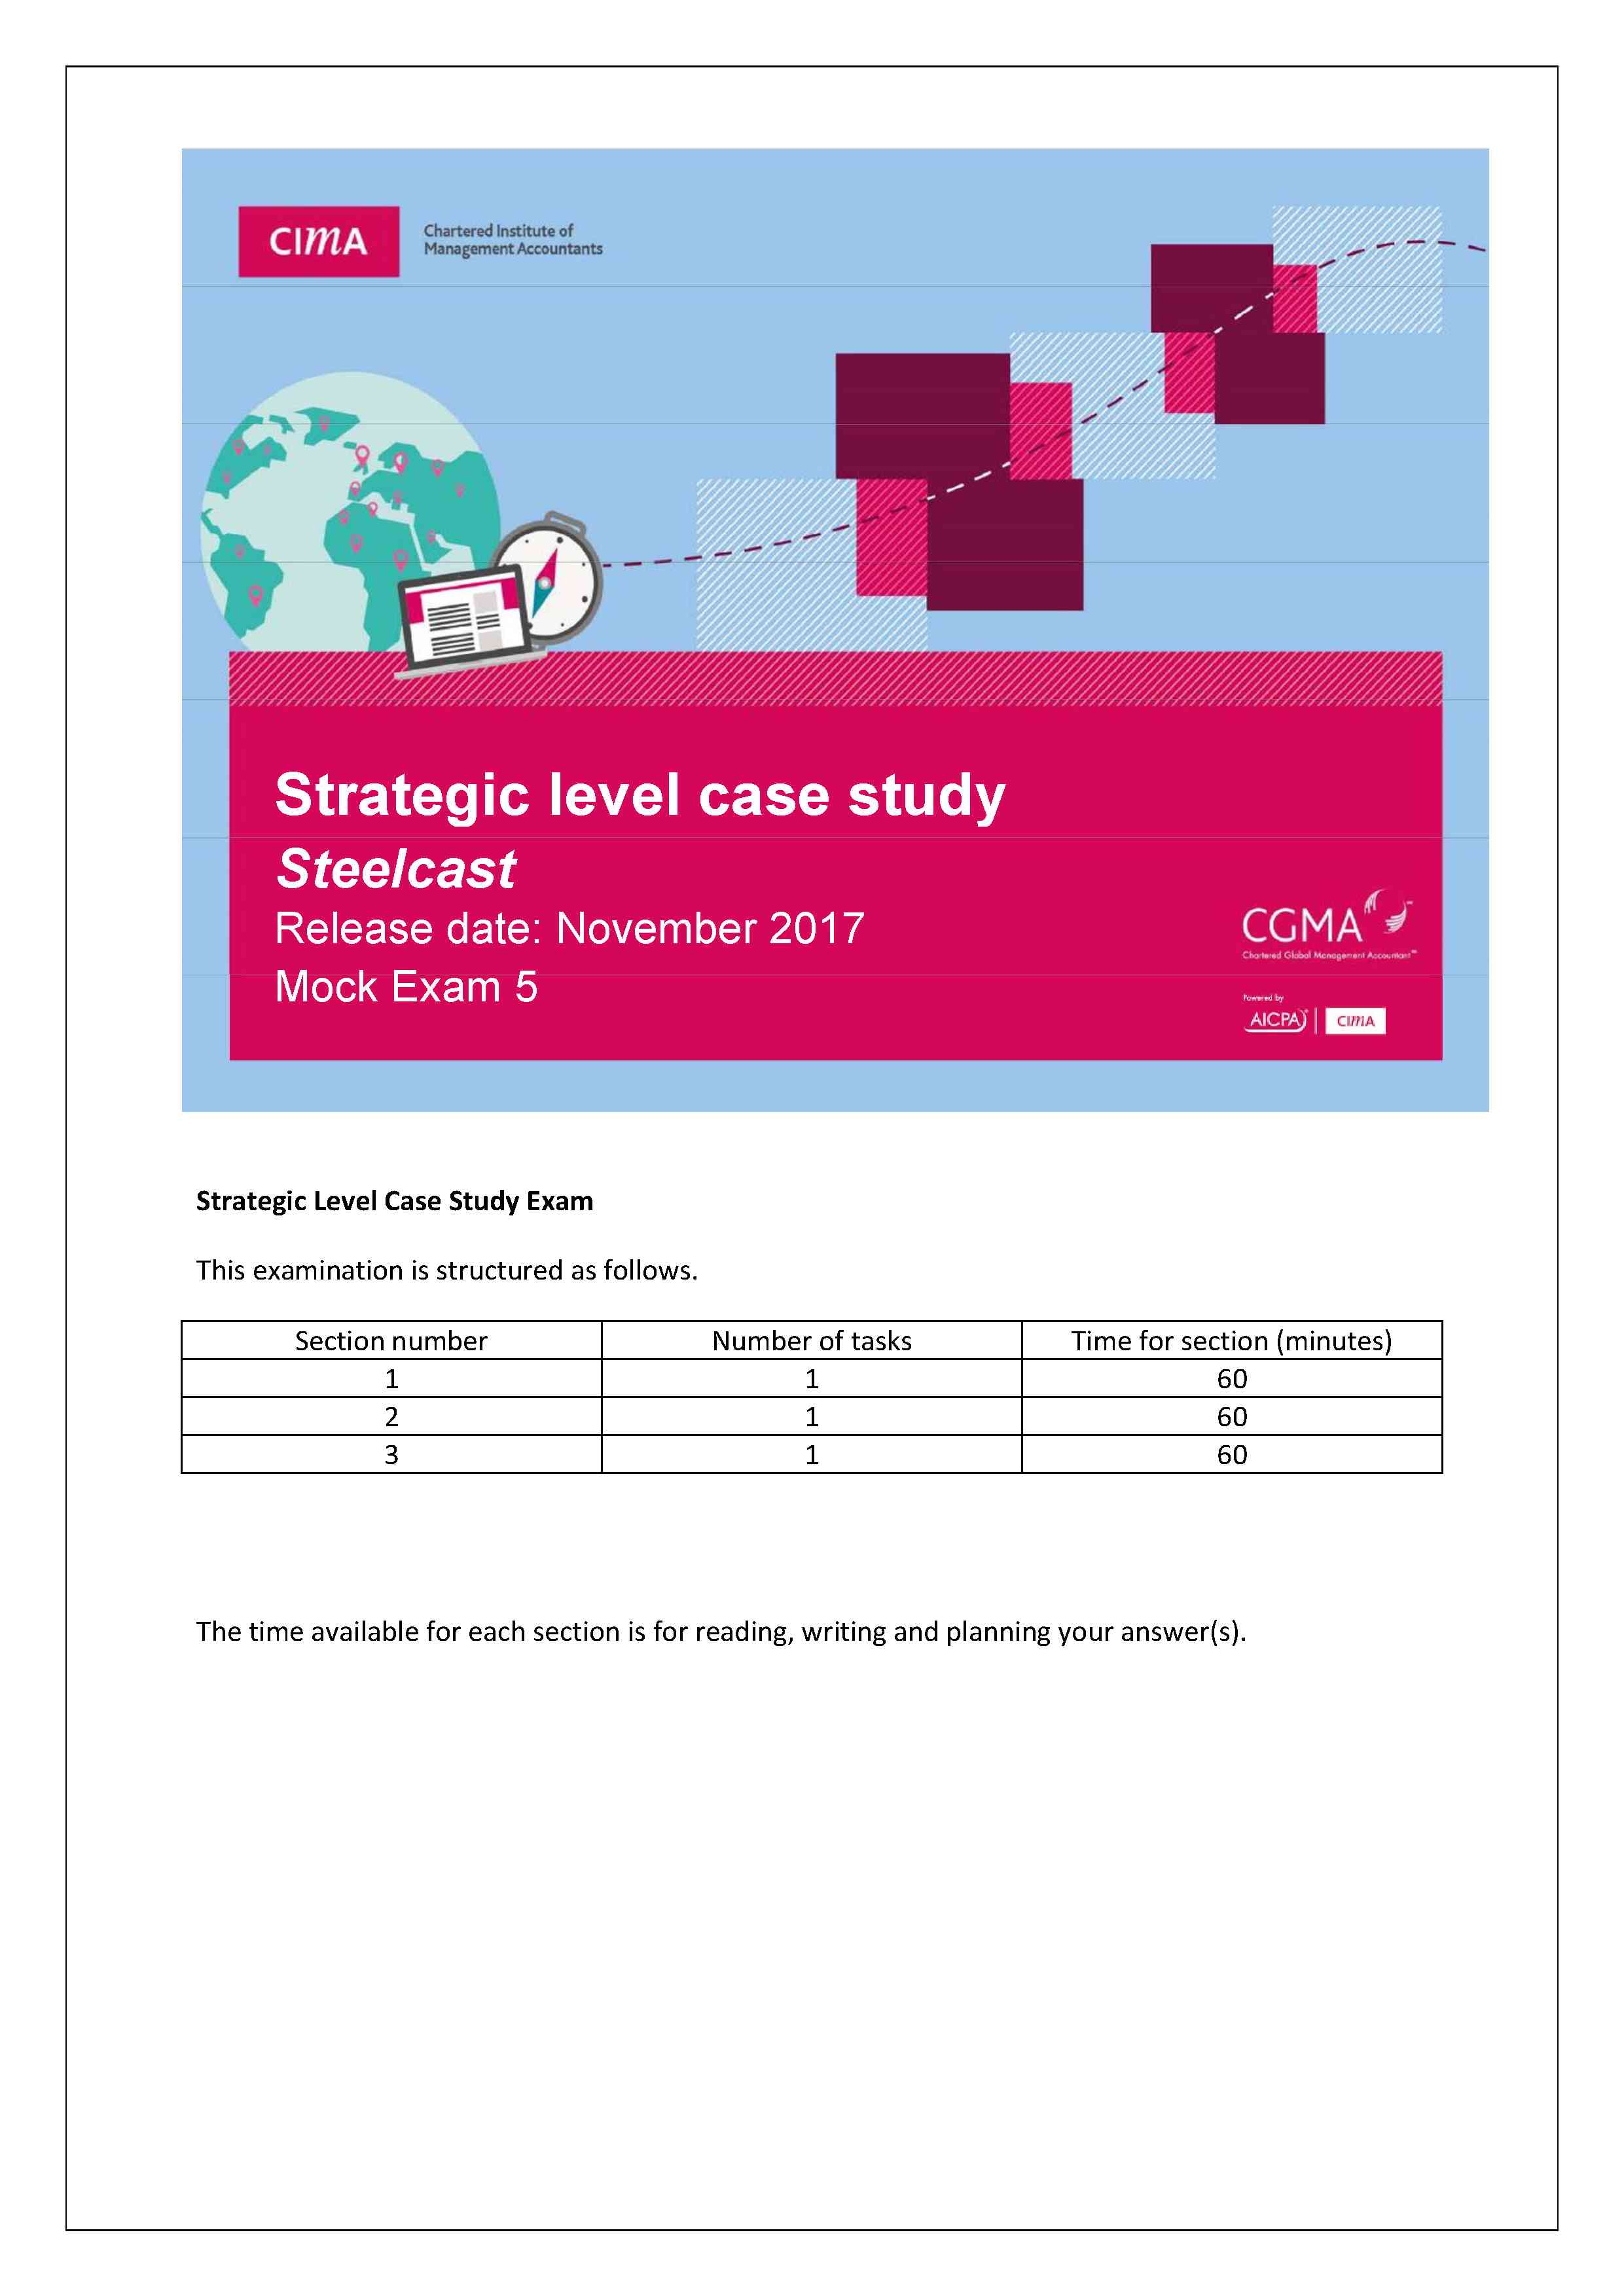 CIMA
Chartered Institute of
Management Accountants
Strategic level case study
Steelcast
Release date: November 2017
Mock Exam 5
CGMA
Chartered Global Management Accountant™
Powered by
AICPA | CIMA
Strategic Level Case Study Exam
This examination is structured as follows.
Section number Number of tasks Time for section (minutes)
1 1 60
2 1 60
3 1 60
The time available for each section is for reading, writing and planning your answer(s).